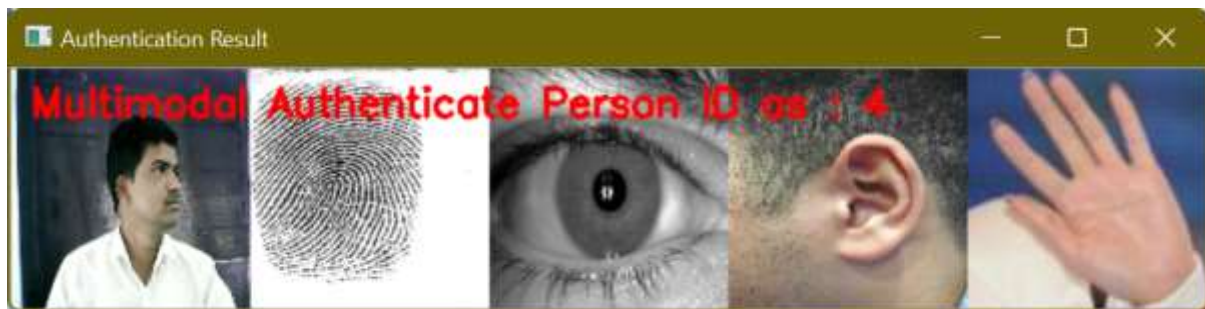 Authentication Result
Multimodal Authenticate Person ID as : 4